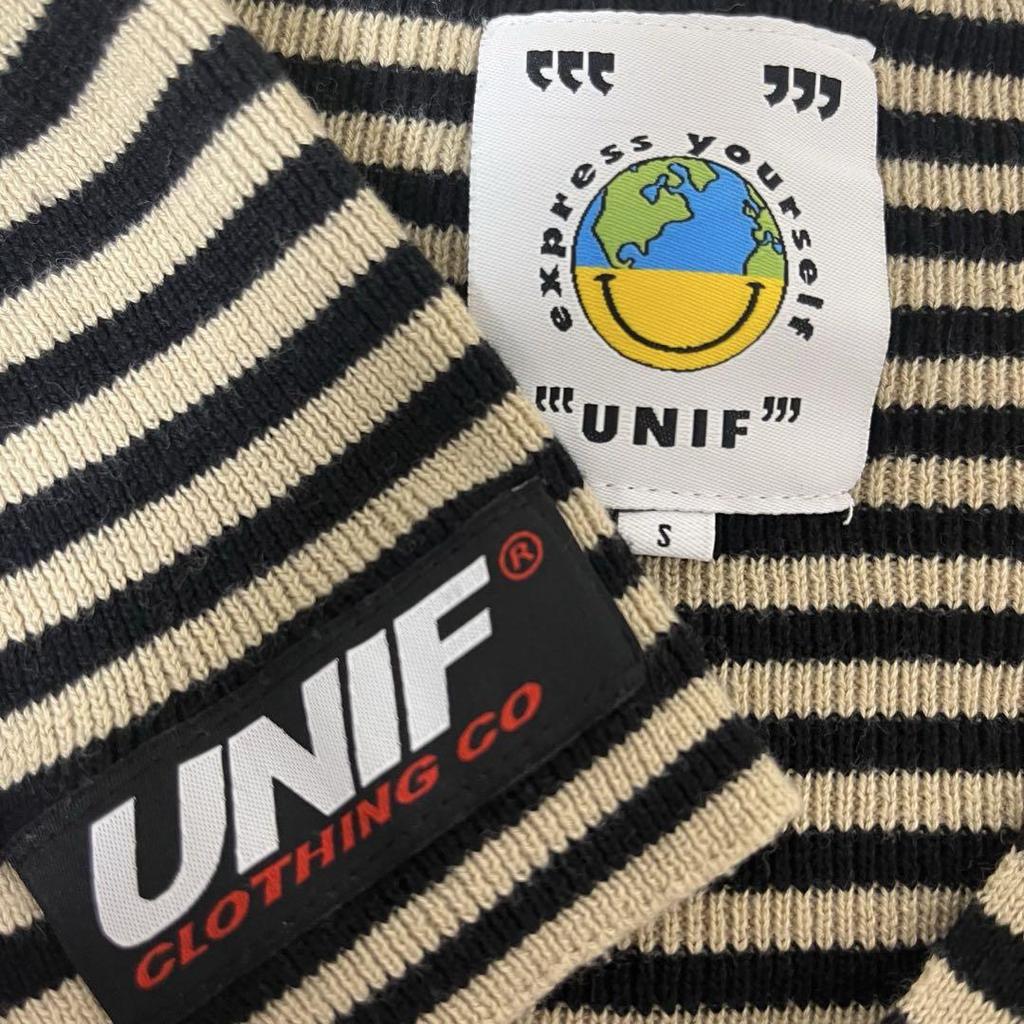 “““ ”””
express yourself
“““UNIF”””
S
UNIF®
CLOTHING CO